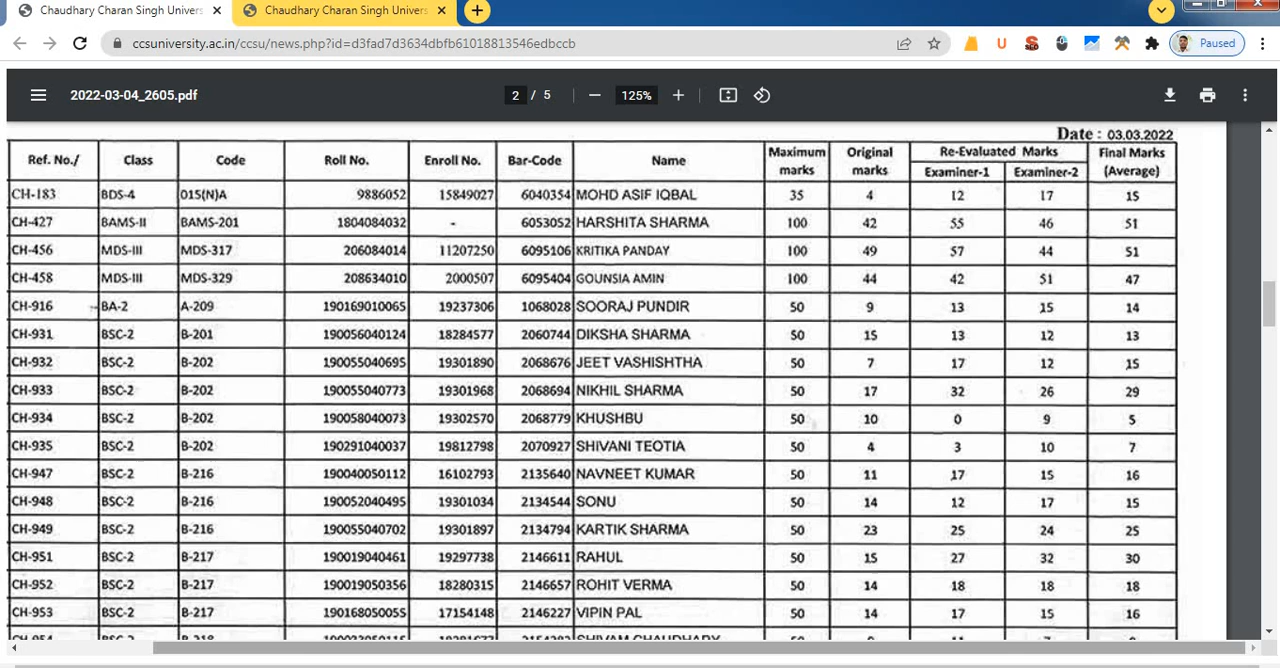 Chaudhary Charan Singh Univers
Chaudhary Charan Singh Univers
ccsuniversity.ac.in/ccsu/news.php?id=d3fad7d3634dbfb61018813546edbccb
Paused
2022-03-04_2605.pdf
2 / 5
125%
Date : 03.03.2022
Ref. No./ Class Code Roll No. Enroll No. Bar-Code Name Maximum marks Original marks Re-Evaluated Marks Examiner-1 Examiner-2 Final Marks (Average)
CH-183 BDS-4 015(N)A 9886052 15849027 6040354 MOHD ASIF IQBAL 35 4 12 17 15
CH-427 BAMS-II BAMS-201 1804084032 - 6053052 HARSHITA SHARMA 100 42 55 46 51
CH-456 MDS-III MDS-317 206084014 11207250 6095106 KRITIKA PANDAY 100 49 57 44 51
CH-458 MDS-III MDS-329 208634010 2000507 6095404 GOUNSIA AMIN 100 44 42 51 47
CH-916 BA-2 A-209 190169010065 19237306 1068028 SOORAJ PUNDIR 50 9 13 15 14
CH-931 BSC-2 B-201 190056040124 18284577 2060744 DIKSHA SHARMA 50 15 13 12 13
CH-932 BSC-2 B-202 190055040695 19301890 2068676 JEET VASHISHTHA 50 7 17 12 15
CH-933 BSC-2 B-202 190055040773 19301968 2068694 NIKHIL SHARMA 50 17 32 26 29
CH-934 BSC-2 B-202 190058040073 19302570 2068779 KHUSHBU 50 10 0 9 5
CH-935 BSC-2 B-202 190291040037 19812798 2070927 SHIVANI TEOTIA 50 4 3 10 7
CH-947 BSC-2 B-216 190040050112 16102793 2135640 NAVNEET KUMAR 50 11 17 15 16
CH-948 BSC-2 B-216 190052040495 19301034 2134544 SONU 50 14 12 17 15
CH-949 BSC-2 B-216 190055040702 19301897 2134794 KARTIK SHARMA 50 23 25 24 25
CH-951 BSC-2 B-217 190019040461 19297738 2146611 RAHUL 50 15 27 32 30
CH-952 BSC-2 B-217 190019050356 18280315 2146657 ROHIT VERMA 50 14 18 18 18
CH-953 BSC-2 B-217 190168050055 17154148 2146227 VIPIN PAL 50 14 17 15 16